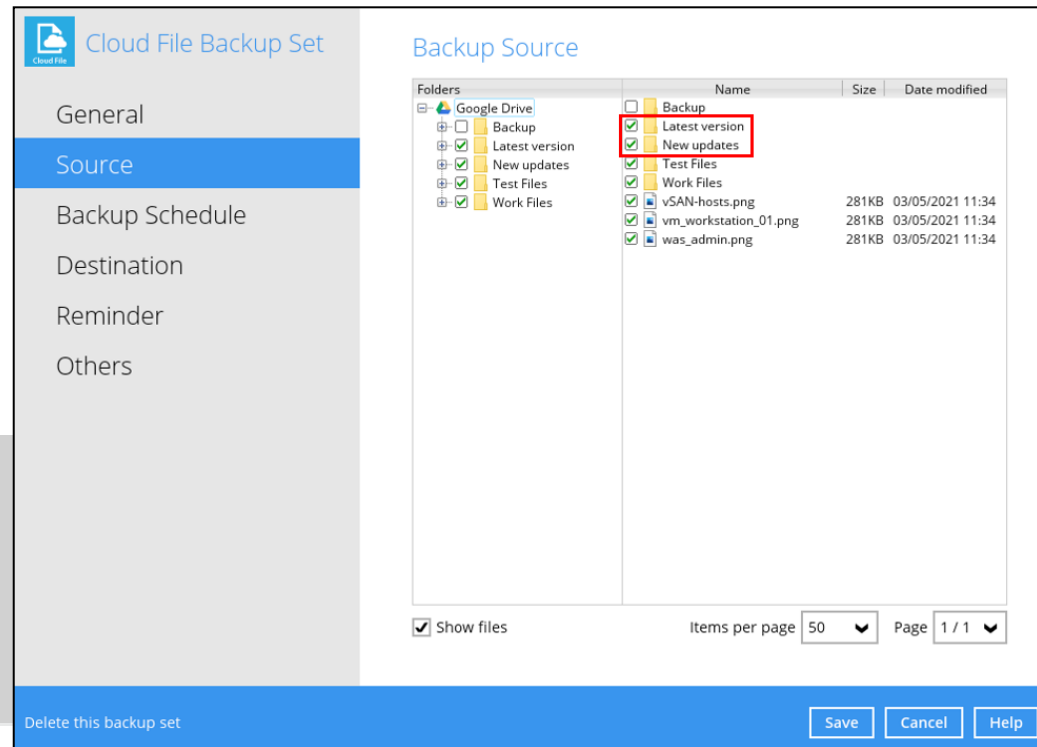 Cloud File
Cloud File Backup Set
General
Source
Backup Schedule
Destination
Reminder
Others
Backup Source
Folders
Google Drive
Backup
Latest version
New updates
Test Files
Work Files
Name Size Date modified
Backup
Latest version
New updates
Test Files
Work Files
vSAN-hosts.png 281KB 03/05/2021 11:34
vm_workstation_01.png 281KB 03/05/2021 11:34
was_admin.png 281KB 03/05/2021 11:34
Show files Items per page 50 Page 1 / 1
Delete this backup set Save Cancel Help